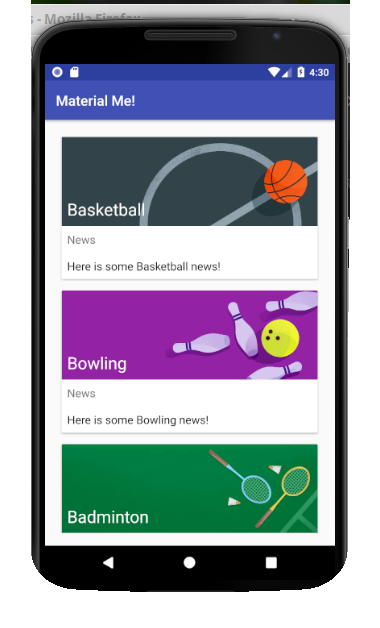 s - Mozilla Firefox
4:30
Material Me!
Basketball
News
Here is some Basketball news!
Bowling
News
Here is some Bowling news!
Badminton